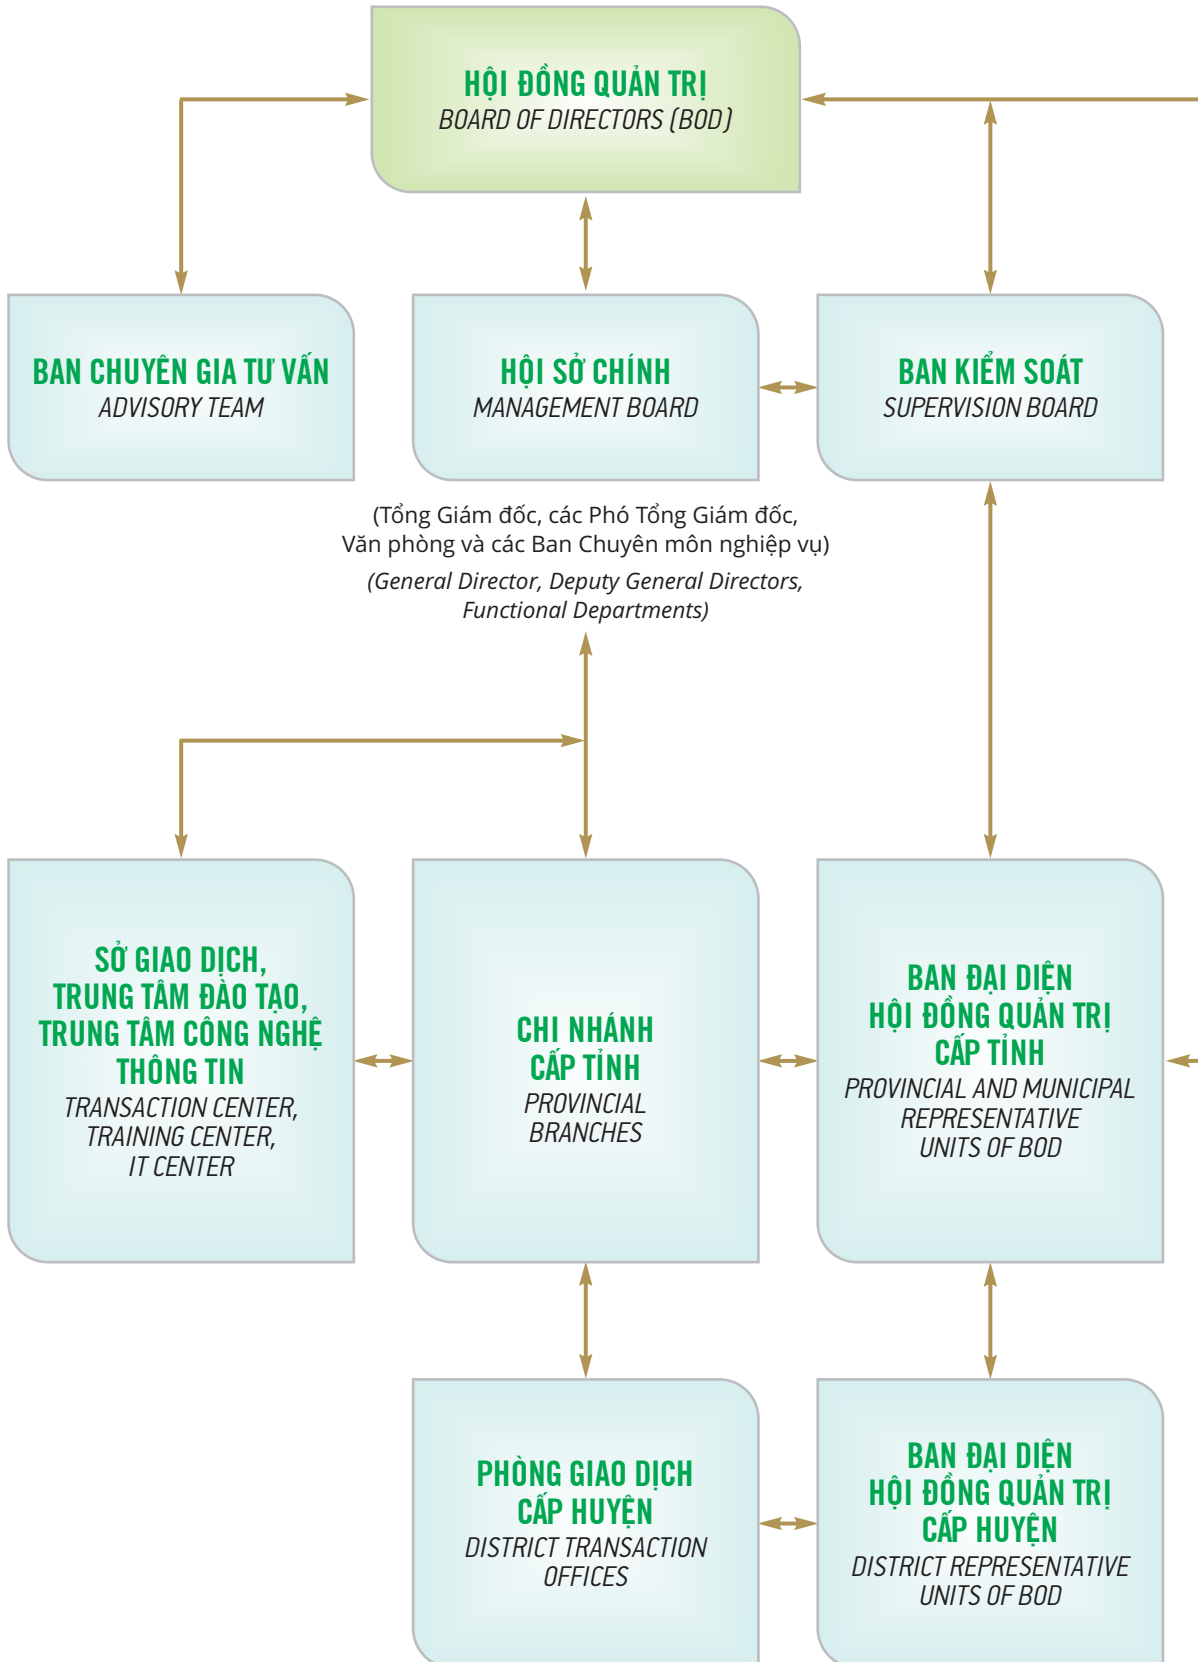 HỘI ĐỒNG QUẢN TRỊ
BOARD OF DIRECTORS (BOD)
BAN CHUYÊN GIA TƯ VẤN
ADVISORY TEAM
HỘI SỞ CHÍNH
MANAGEMENT BOARD
BAN KIỂM SOÁT
SUPERVISION BOARD
(Tổng Giám đốc, các Phó Tổng Giám đốc,
Văn phòng và các Ban Chuyên môn nghiệp vụ)
(General Director, Deputy General Directors,
Functional Departments)
SỞ GIAO DỊCH,
TRUNG TÂM ĐÀO TẠO,
TRUNG TÂM CÔNG NGHỆ
THÔNG TIN
TRANSACTION CENTER,
TRAINING CENTER,
IT CENTER
CHI NHÁNH
CẤP TỈNH
PROVINCIAL
BRANCHES
BAN ĐẠI DIỆN
HỘI ĐỒNG QUẢN TRỊ
CẤP TỈNH
PROVINCIAL AND MUNICIPAL
REPRESENTATIVE
UNITS OF BOD
PHÒNG GIAO DỊCH
CẤP HUYỆN
DISTRICT TRANSACTION
OFFICES
BAN ĐẠI DIỆN
HỘI ĐỒNG QUẢN TRỊ
CẤP HUYỆN
DISTRICT REPRESENTATIVE
UNITS OF BOD